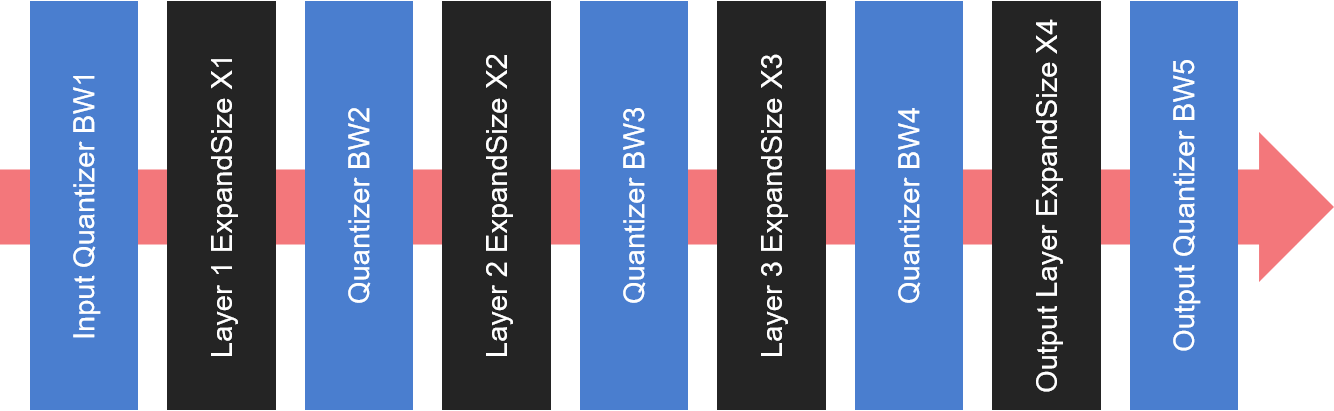 Input Quantizer BW1
Layer 1 ExpandSize X1
Quantizer BW2
Layer 2 ExpandSize X2
Quantizer BW3
Layer 3 ExpandSize X3
Quantizer BW4
Output Layer ExpandSize X4
Output Quantizer BW5